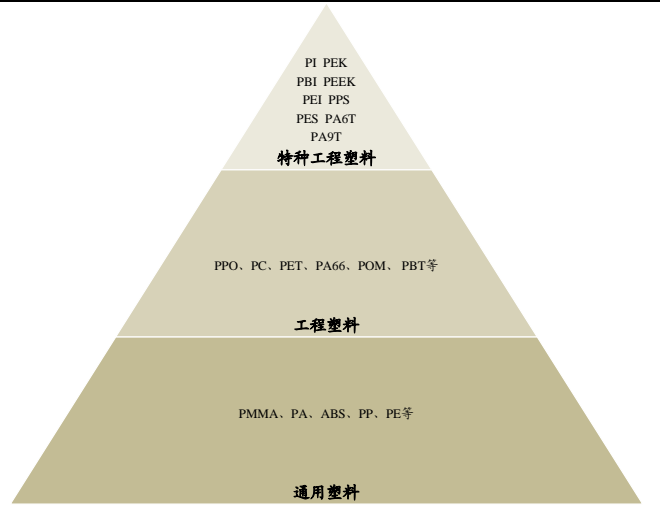 PI PEK
PBI PEEK
PEI PPS
PES PA6T
PA9T
特种工程塑料
PPO、PC、PET、PA66、POM、 PBT等
工程塑料
PMMA、PA、ABS、PP、PE等
通用塑料